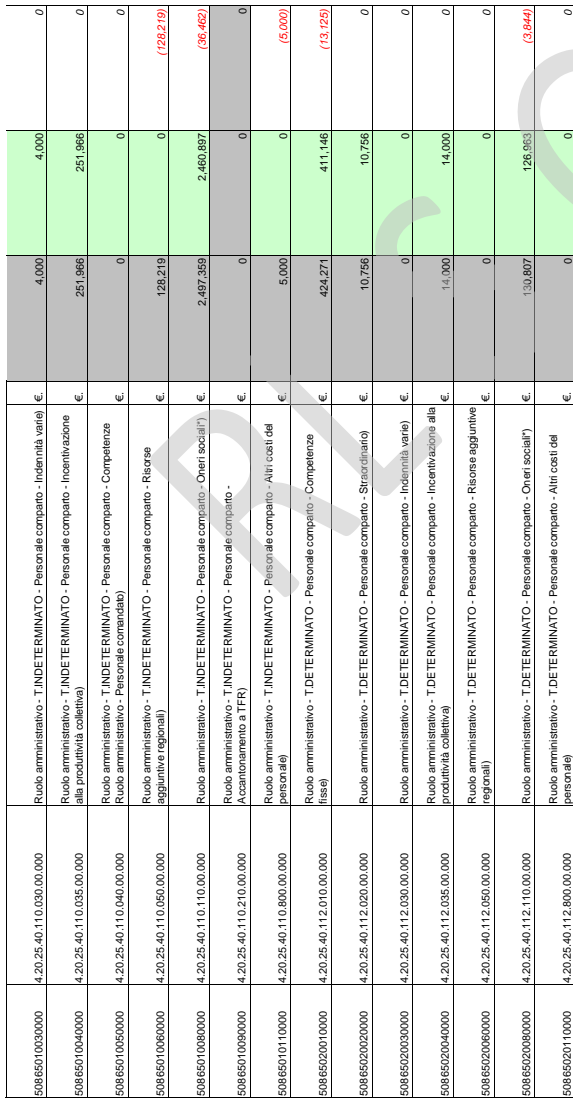 50865010030000 4.20.25.40.110.030.00.000 Ruolo amministrativo - T.INDETERMINATO - Personale comparto - Indennità varie) €. 4,000 4,000 0
50865010040000 4.20.25.40.110.035.00.000 Ruolo amministrativo - T.INDETERMINATO - Personale comparto - Incentivazione
alla produttività collettiva) €. 251,966 251,966 0
50865010050000 4.20.25.40.110.040.00.000 Ruolo amministrativo - T.INDETERMINATO - Personale comparto - Competenze
Ruolo amministrativo - Personale comandato) €. 0 0 0
50865010060000 4.20.25.40.110.050.00.000 Ruolo amministrativo - T.INDETERMINATO - Personale comparto - Risorse
aggiuntive regionali) €. 128,219 0 (128,219)
50865010080000 4.20.25.40.110.110.00.000 Ruolo amministrativo - T.INDETERMINATO - Personale comparto - Oneri sociali*) €. 2,497,359 2,460,897 (36,462)
50865010090000 4.20.25.40.110.210.00.000 Ruolo amministrativo - T.INDETERMINATO - Personale comparto -
Accantonamento a TFR) €. 0 0 0
50865010110000 4.20.25.40.110.800.00.000 Ruolo amministrativo - T.INDETERMINATO - Personale comparto - Altri costi del
personale) €. 5,000 0 (5,000)
50865020010000 4.20.25.40.112.010.00.000 Ruolo amministrativo - T.DETERMINATO - Personale comparto - Competenze
fisse) €. 424,271 411,146 (13,125)
50865020020000 4.20.25.40.112.020.00.000 Ruolo amministrativo - T.DETERMINATO - Personale comparto - Straordinario) €. 10,756 10,756 0
50865020030000 4.20.25.40.112.030.00.000 Ruolo amministrativo - T.DETERMINATO - Personale comparto - Indennità varie) €. 0 0 0
50865020040000 4.20.25.40.112.035.00.000 Ruolo amministrativo - T.DETERMINATO - Personale comparto - Incentivazione alla
produttività collettiva) €. 14,000 14,000 0
50865020060000 4.20.25.40.112.050.00.000 Ruolo amministrativo - T.DETERMINATO - Personale comparto - Risorse aggiuntive
regionali) €. 0 0 0
50865020080000 4.20.25.40.112.110.00.000 Ruolo amministrativo - T.DETERMINATO - Personale comparto - Oneri sociali*) €. 130,807 126,963 (3,844)
50865020110000 4.20.25.40.112.800.00.000 Ruolo amministrativo - T.DETERMINATO - Personale comparto - Altri costi del
personale) €. 0 0 0